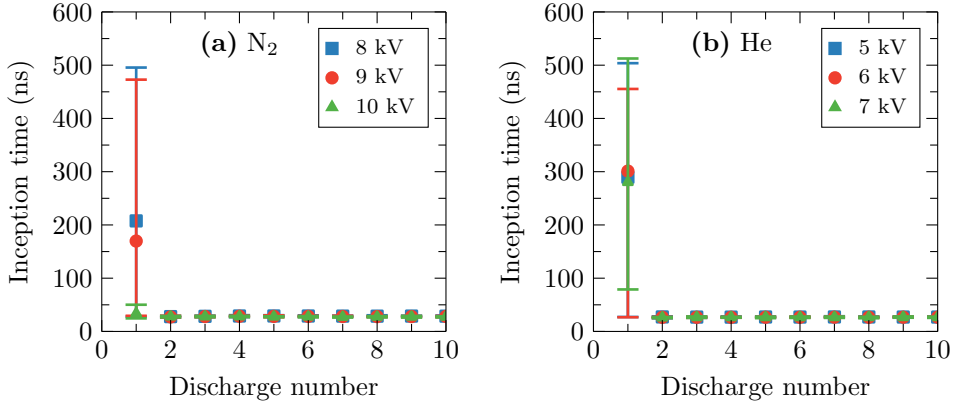 (a) N₂
8 kV
9 kV
10 kV
600
500
400
300
200
100
0
Inception time (ns)
0 2 4 6 8 10
Discharge number
(b) He
5 kV
6 kV
7 kV
600
500
400
300
200
100
0
Inception time (ns)
0 2 4 6 8 10
Discharge number